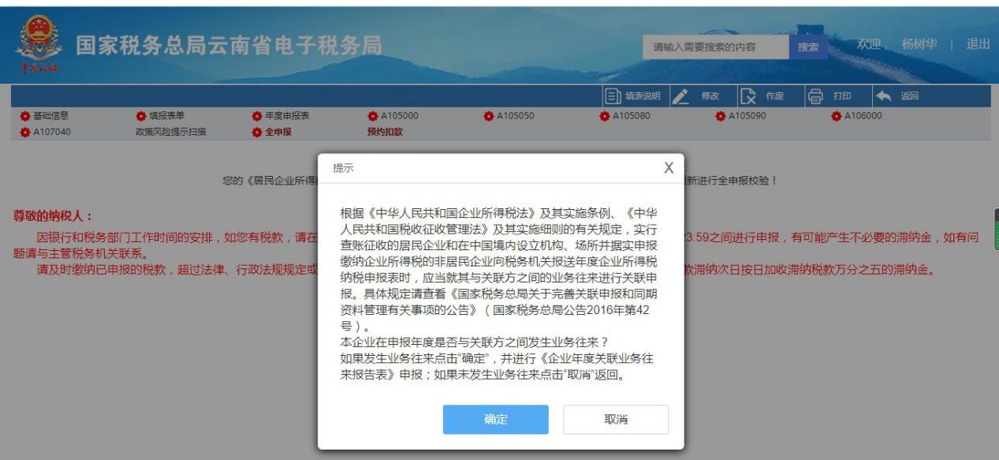 国家税务总局云南省电子税务局
请输入需要搜索的内容 搜索 欢迎， 杨树华 | 退出
填表说明 修改 作废 打印 返回
基础信息 填报表单 年度申报表 A105000 A105050 A105080 A105090 A106000
A107040 政策风险提示扫描 全申报 预约扣款
提示 X
您的《居民企业所得 新进行全申报校验！
尊敬的纳税人：
因银行和税务部门工作时间的安排，如您有税款，请在 3:59之间进行申报，有可能产生不必要的滞纳金，如有问
题请与主管税务机关联系。
请及时缴纳已申报的税款，超过法律、行政法规规定或 款滞纳次日按日加收滞纳税款万分之五的滞纳金。
根据《中华人民共和国企业所得税法》及其实施条例、《中华
人民共和国税收征收管理法》及其实施细则的有关规定，实行
查账征收的居民企业和在中国境内设立机构、场所并据实申报
缴纳企业所得税的非居民企业向税务机关报送年度企业所得税
纳税申报表时，应当就其与关联方之间的业务往来进行关联申
报。具体规定请查看《国家税务总局关于完善关联申报和同期
资料管理有关事项的公告》（国家税务总局公告2016年第42
号）。
本企业在申报年度是否与关联方之间发生业务往来？
如果发生业务往来点击“确定”，并进行《企业年度关联业务往
来报告表》申报；如果未发生业务往来点击“取消”返回。
确定 取消